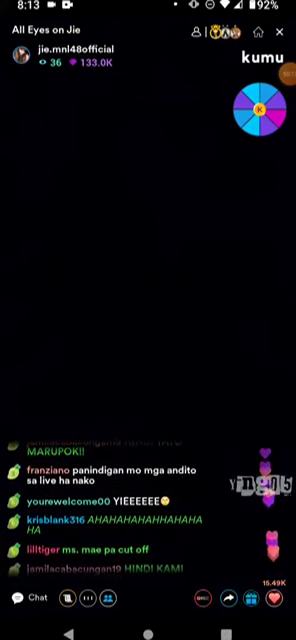 8:13
92%
All Eyes on Jie
jie.mnl48official
36 133.0K
kumu
K
MARUPOK!!
franziano panindigan mo mga andito
sa live ha nako
yourewelcome00 YIEEEEEE
krisblank316 AHAHAHAHAHHAHAHA
HA
lilltiger ms. mae pa cut off
jamilacabacungan19 HINDI KAMI
15.49K
Chat